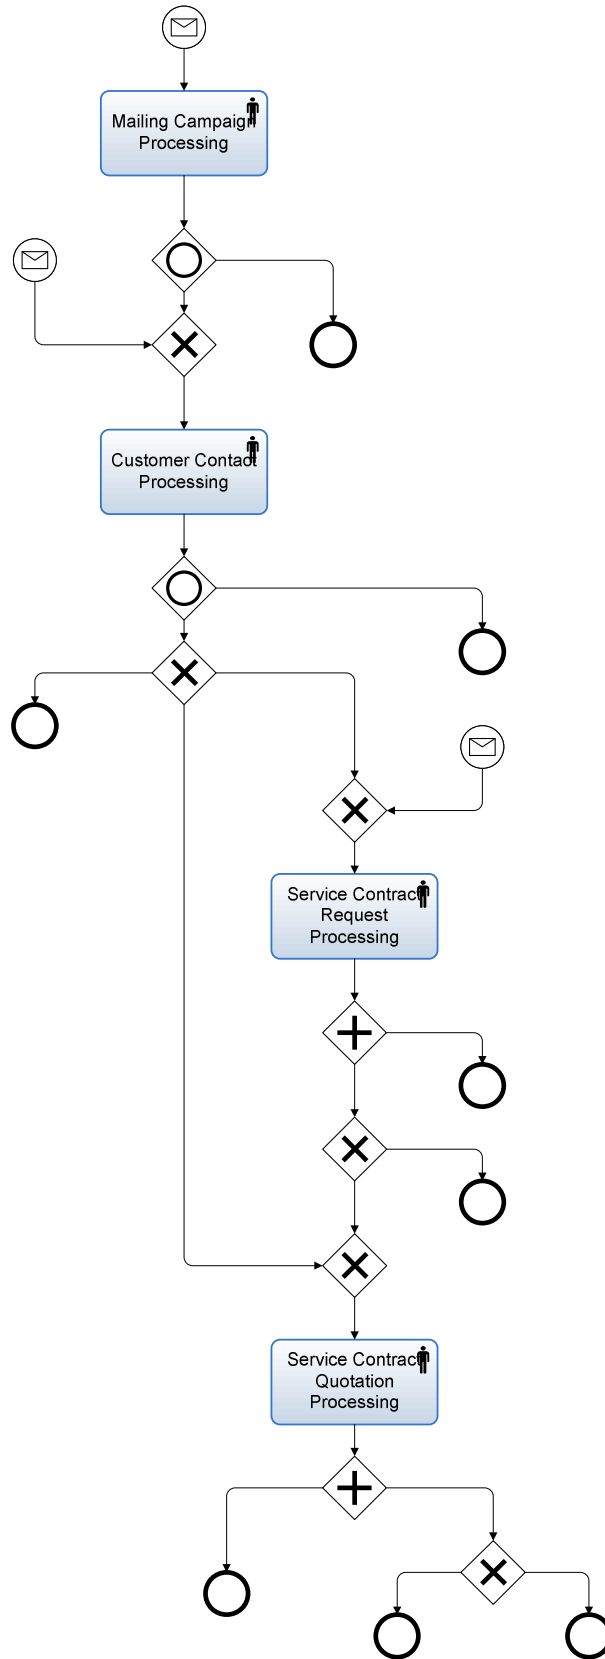 Mailing Campaign
Processing
Customer Contact
Processing
Service Contract
Request
Processing
Service Contract
Quotation
Processing